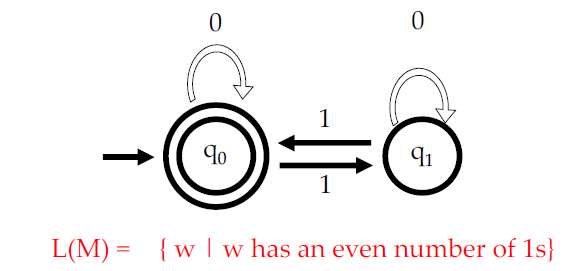 0 0
1
q0 q1
1
L(M) = { w | w has an even number of 1s}